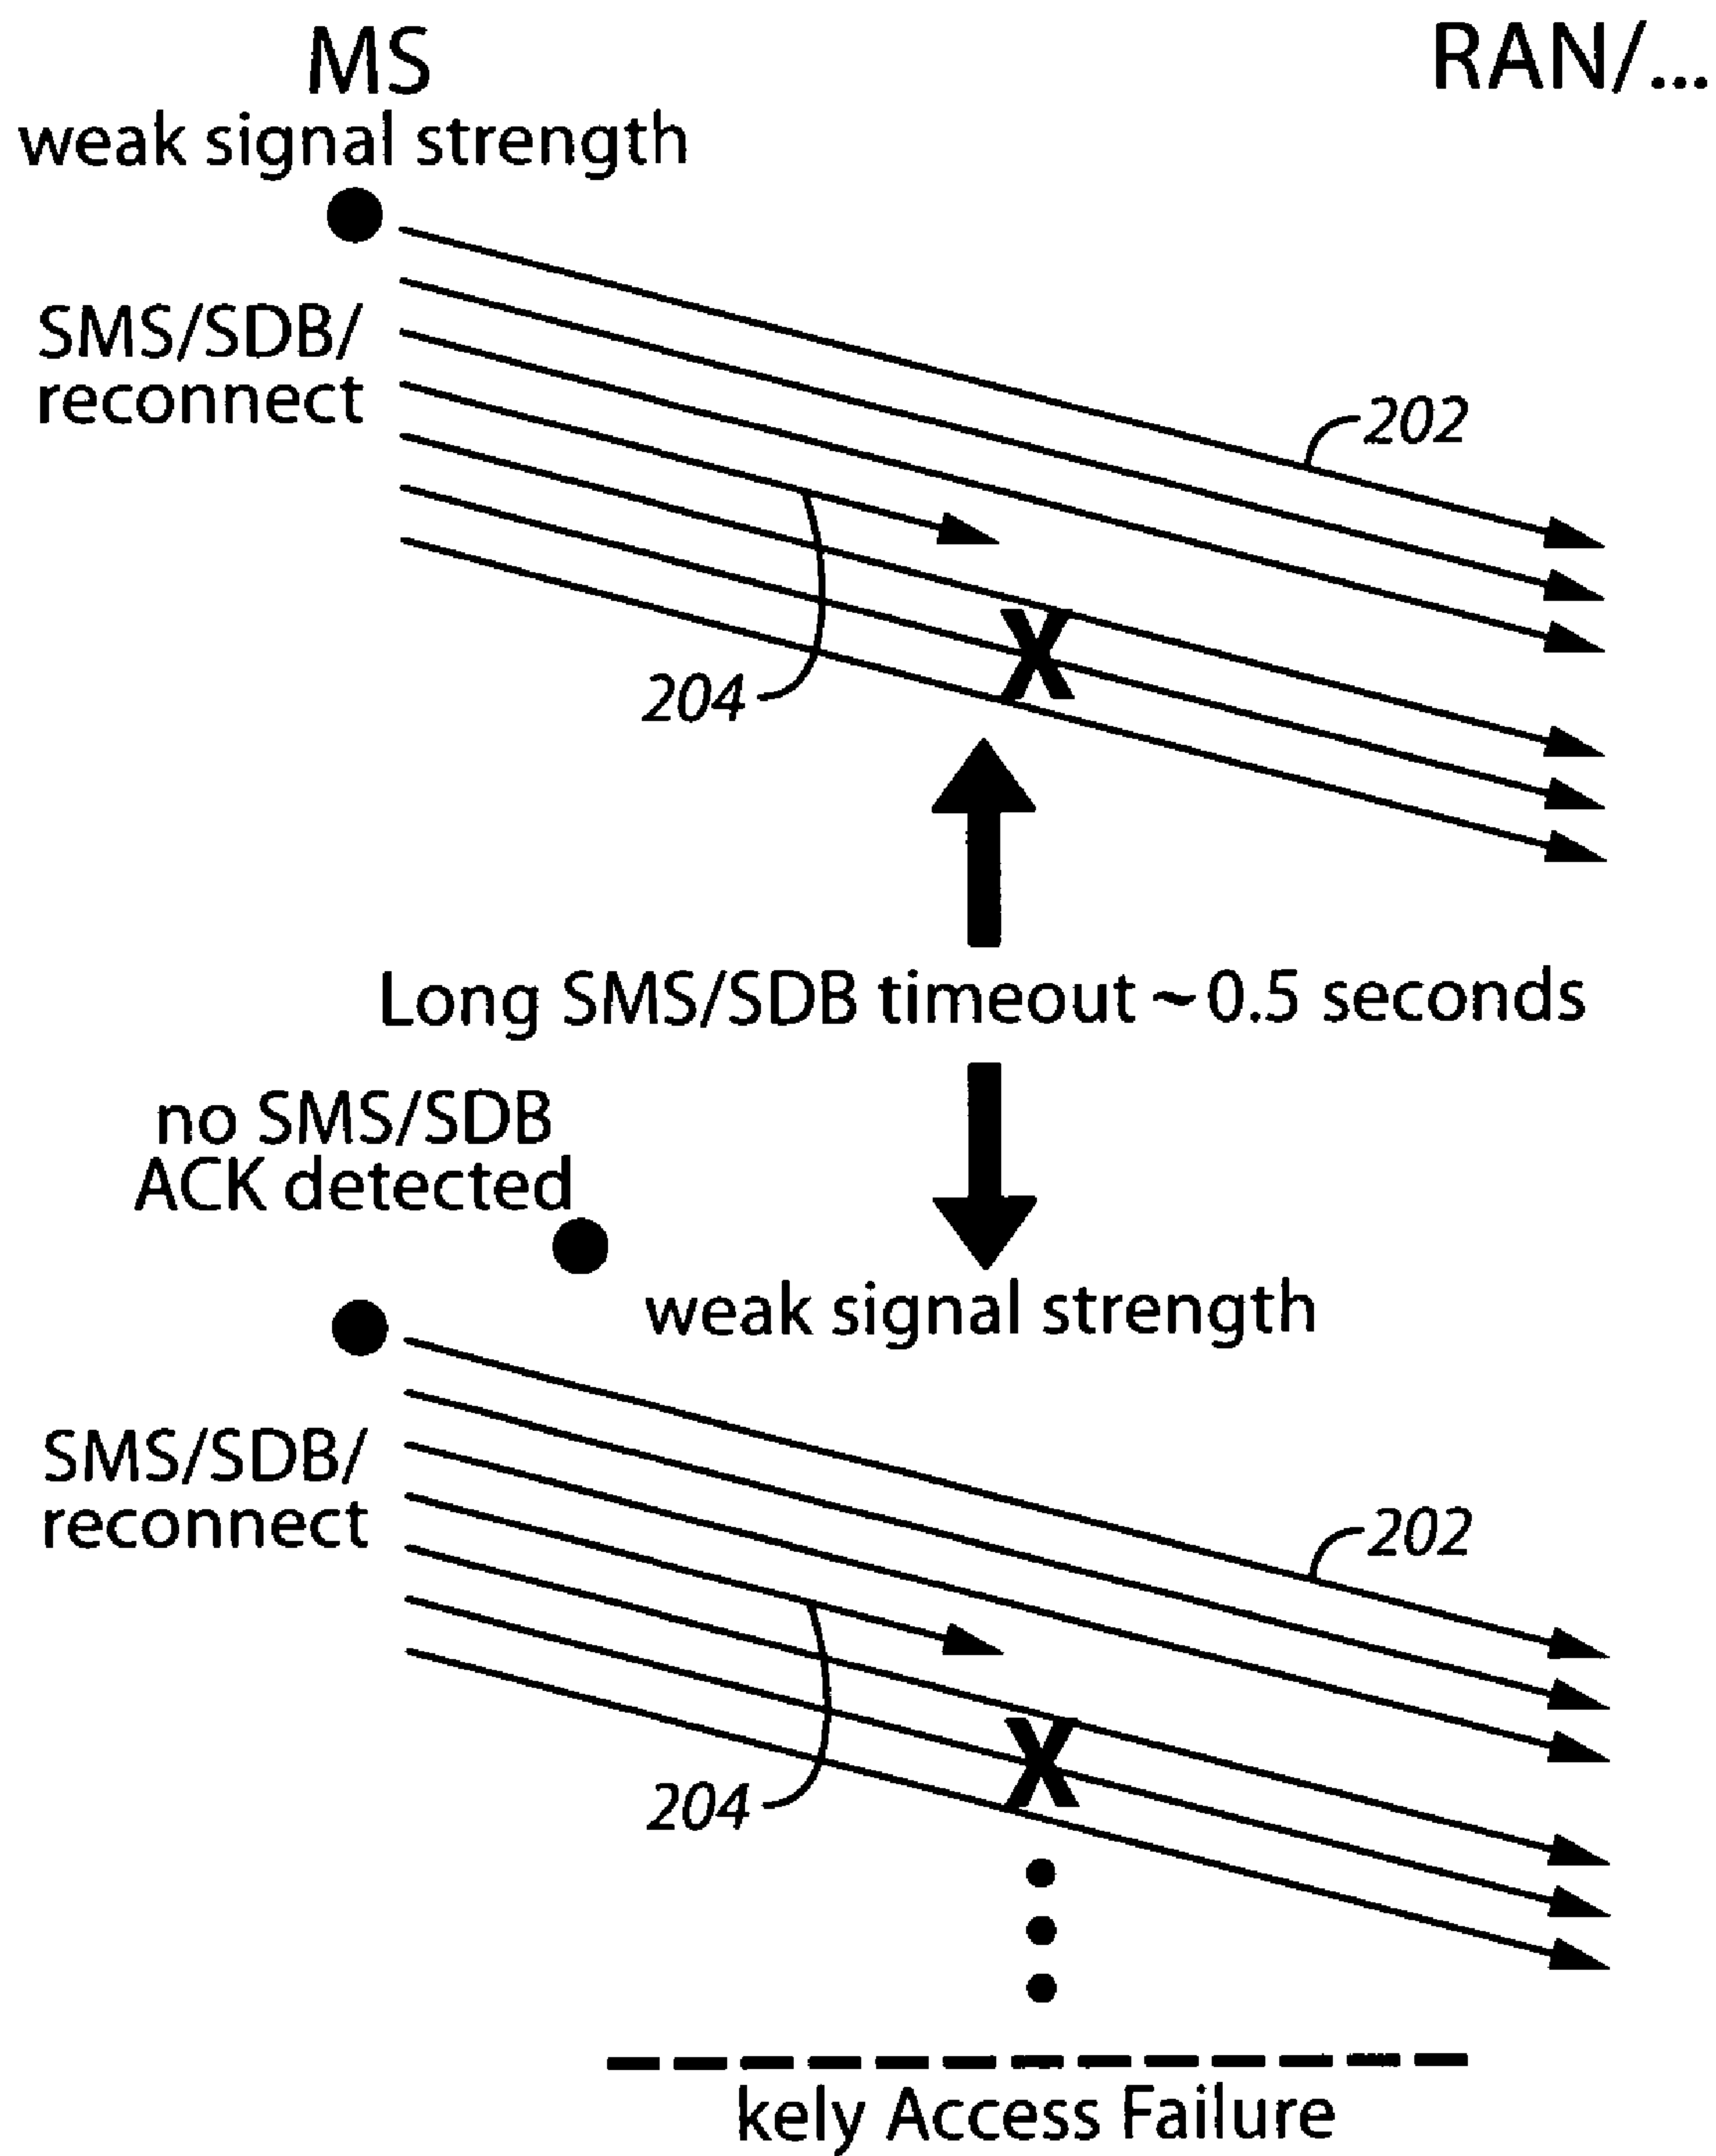 MS
RAN/...
weak signal strength
SMS/SDB/
reconnect
202
204
X
Long SMS/SDB timeout ~0.5 seconds
no SMS/SDB
ACK detected
weak signal strength
SMS/SDB/
reconnect
202
204
X
kely Access Failure